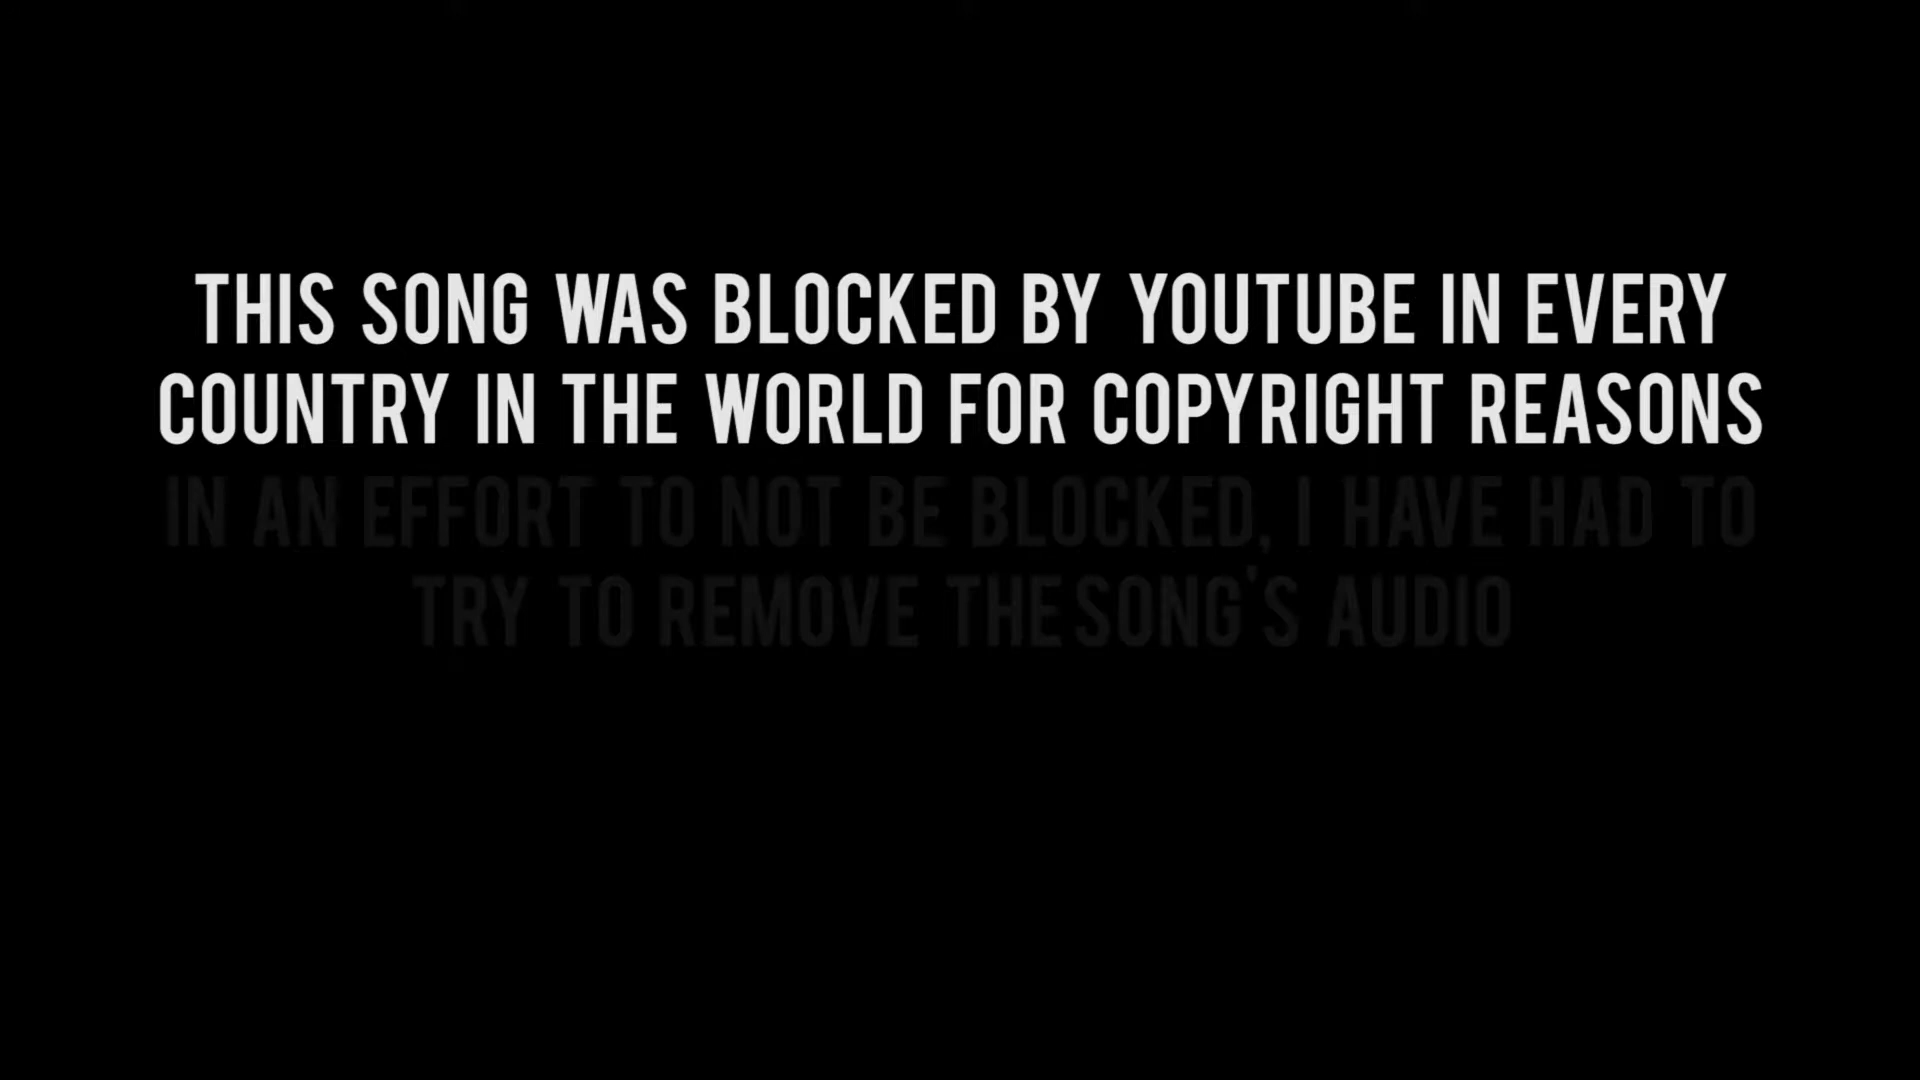 THIS SONG WAS BLOCKED BY YOUTUBE IN EVERY
COUNTRY IN THE WORLD FOR COPYRIGHT REASONS
IN AN EFFORT TO NOT BE BLOCKED, I HAVE HAD TO
TRY TO REMOVE THE SONG'S AUDIO